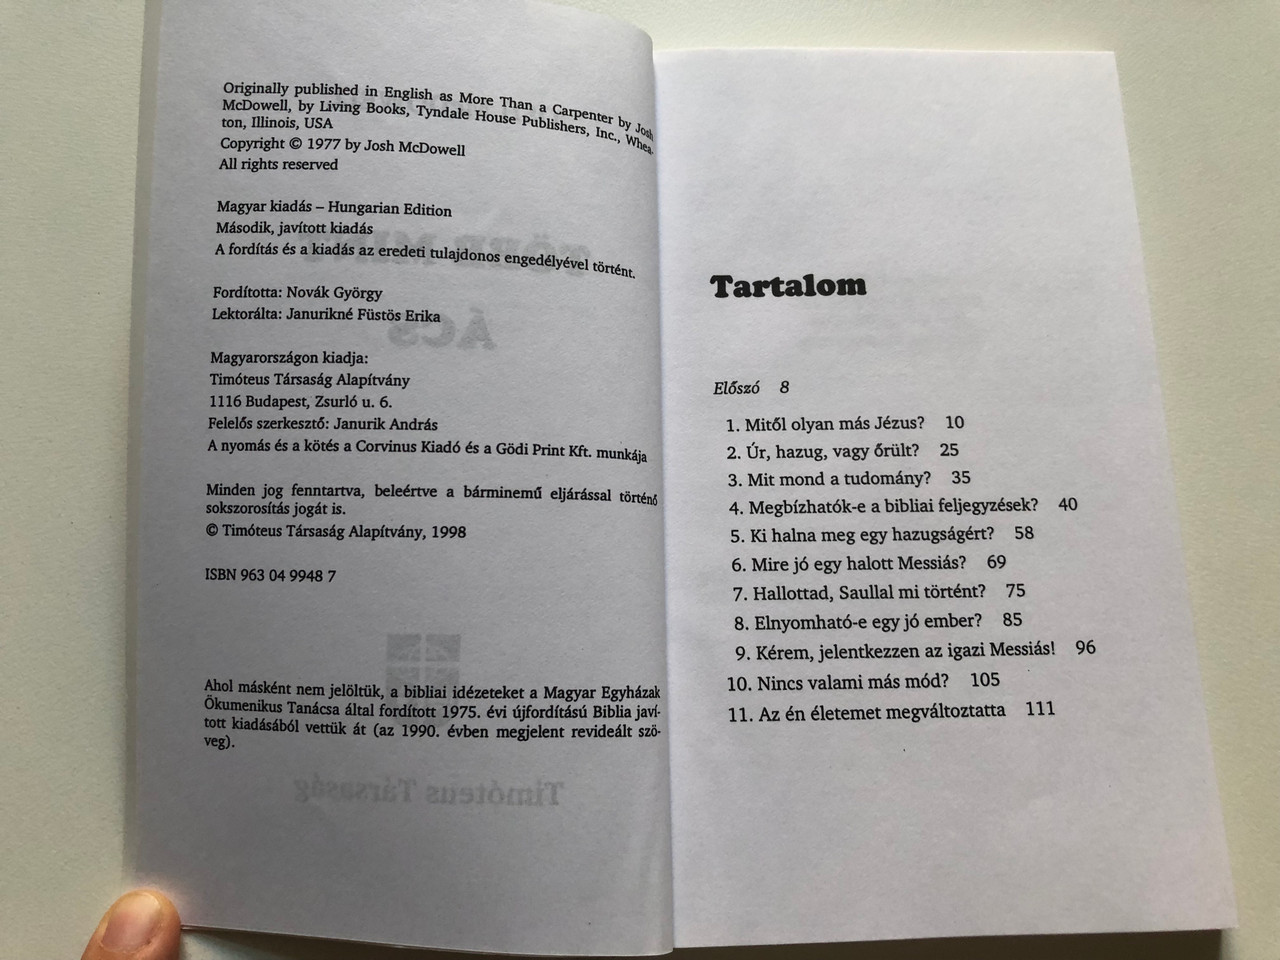 Originally published in English as More Than a Carpenter by Josh
McDowell, by Living Books, Tyndale House Publishers, Inc., Whea-
ton, Illinois, USA
Copyright © 1977 by Josh McDowell
All rights reserved
Magyar kiadás – Hungarian Edition
Második, javított kiadás
A fordítás és a kiadás az eredeti tulajdonos engedélyével történt.
Fordította: Novák György
Lektorálta: Janurikné Füstös Erika
Magyarországon kiadja:
Timóteus Társaság Alapítvány
1116 Budapest, Zsurló u. 6.
Felelős szerkesztő: Janurik András
A nyomás és a kötés a Corvinus Kiadó és a Gödi Print Kft. munkája
Minden jog fenntartva, beleértve a bárminemű eljárással történő
sokszorosítás jogát is.
© Timóteus Társaság Alapítvány, 1998
ISBN 963 04 9948 7
Ahol másként nem jelöltük, a bibliai idézeteket a Magyar Egyházak
Ökumenikus Tanácsa által fordított 1975. évi újfordítású Biblia javí-
tott kiadásából vettük át (az 1990. évben megjelent revideált szö-
veg).
Tartalom
Előszó 8
1. Mitől olyan más Jézus? 10
2. Úr, hazug, vagy őrült? 25
3. Mit mond a tudomány? 35
4. Megbízhatók-e a bibliai feljegyzések? 40
5. Ki halna meg egy hazugságért? 58
6. Mire jó egy halott Messiás? 69
7. Hallottad, Saullal mi történt? 75
8. Elnyomható-e egy jó ember? 85
9. Kérem, jelentkezzen az igazi Messiás! 96
10. Nincs valami más mód? 105
11. Az én életemet megváltoztatta 111